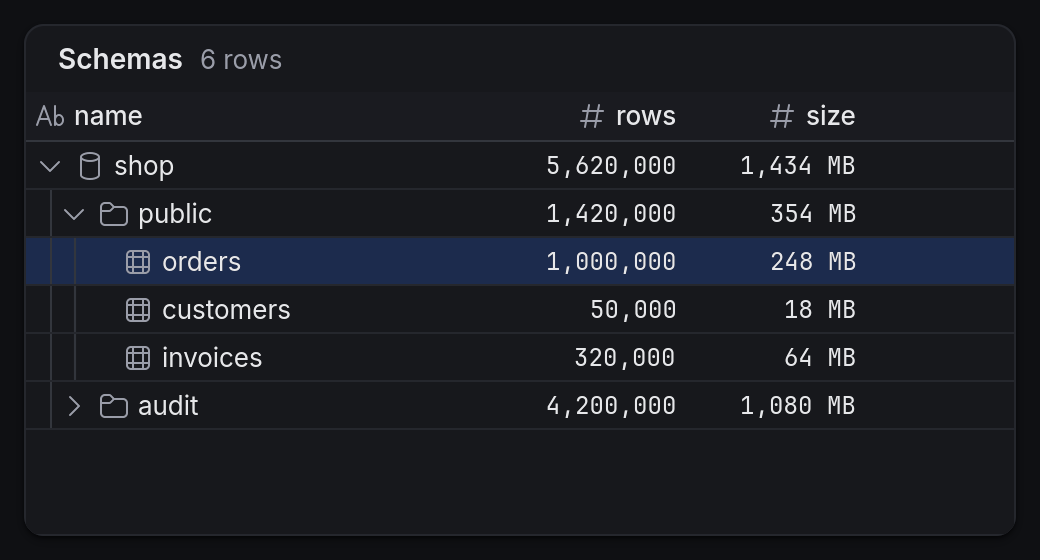 Schemas 6 rows
Ab name # rows # size
shop 5,620,000 1,434 MB
public 1,420,000 354 MB
orders 1,000,000 248 MB
customers 50,000 18 MB
invoices 320,000 64 MB
audit 4,200,000 1,080 MB